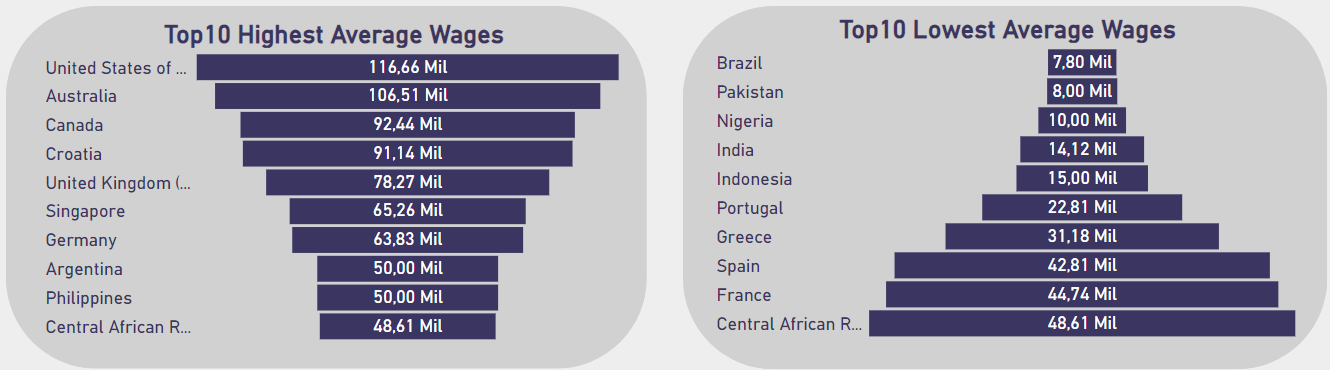 Top10 Highest Average Wages
United States of ... 116,66 Mil
Australia 106,51 Mil
Canada 92,44 Mil
Croatia 91,14 Mil
United Kingdom (... 78,27 Mil
Singapore 65,26 Mil
Germany 63,83 Mil
Argentina 50,00 Mil
Philippines 50,00 Mil
Central African R... 48,61 Mil
Top10 Lowest Average Wages
Brazil 7,80 Mil
Pakistan 8,00 Mil
Nigeria 10,00 Mil
India 14,12 Mil
Indonesia 15,00 Mil
Portugal 22,81 Mil
Greece 31,18 Mil
Spain 42,81 Mil
France 44,74 Mil
Central African R... 48,61 Mil